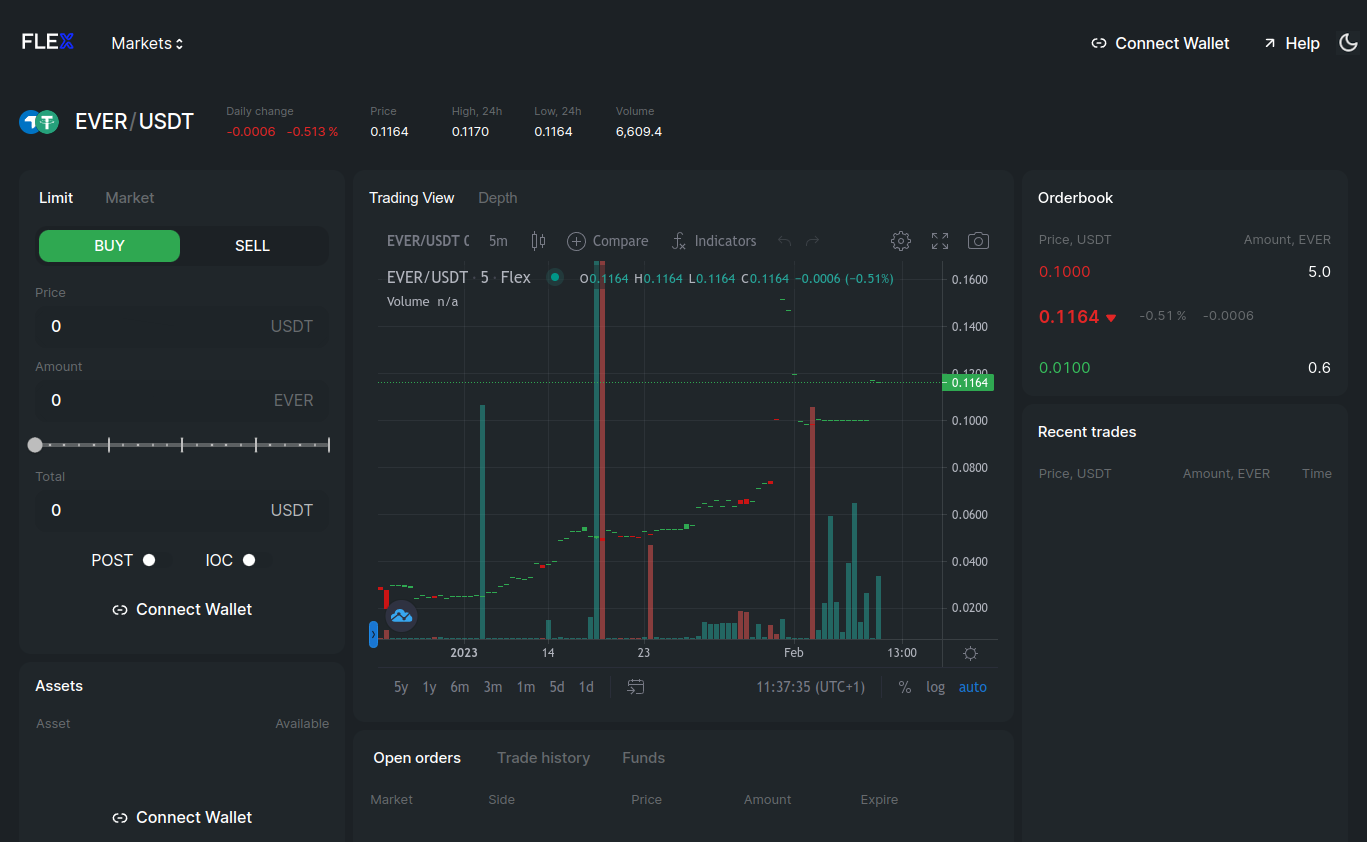 FLEX
Markets
Connect Wallet
Help
EVER/USDT
Daily change
-0.0006 -0.513 %
Price
0.1164
High, 24h
0.1170
Low, 24h
0.1164
Volume
6,609.4
Limit
Market
BUY
SELL
Price
0 USDT
Amount
0 EVER
Total
0 USDT
POST
IOC
Connect Wallet
Assets
Asset Available
Connect Wallet
Trading View
Depth
EVER/USDT
5m
Compare
Indicators
EVER/USDT · 5 · Flex
O0.1164 H0.1164 L0.1164 C0.1164 −0.0006 (−0.51%)
Volume n/a
0.1600
0.1400
0.1200
0.1164
0.1000
0.0800
0.0600
0.0400
0.0200
2023 14 23 Feb 13:00
5y 1y 6m 3m 1m 5d 1d
11:37:35 (UTC+1)
% log auto
Open orders
Trade history
Funds
Market Side Price Amount Expire
Orderbook
Price, USDT Amount, EVER
0.1000 5.0
0.1164 -0.51 % -0.0006
0.0100 0.6
Recent trades
Price, USDT Amount, EVER Time